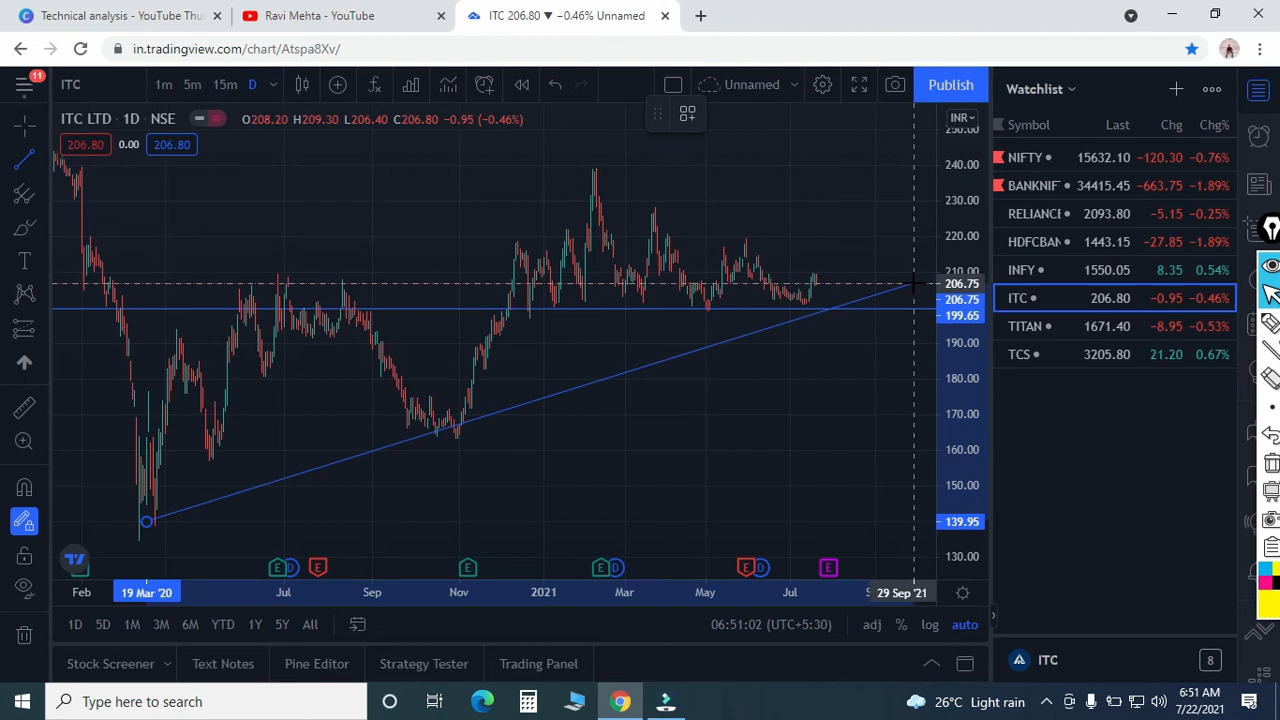 Technical analysis - YouTube Thu
Ravi Mehta - YouTube
ITC 206.80 ▼ −0.46% Unnamed
in.tradingview.com/chart/Atspa8Xv/
11
ITC
1m 5m 15m D
Unnamed
Publish
ITC LTD • 1D • NSE
O208.20 H209.30 L206.40 C206.80 −0.95 (−0.46%)
206.80 0.00 206.80
INR
250.00
240.00
230.00
220.00
210.00
206.75
206.75
199.65
190.00
180.00
170.00
160.00
150.00
139.95
130.00
E D E E E D E D E
Feb 19 Mar '20 Jul Sep Nov 2021 Mar May Jul 29 Sep '21
1D 5D 1M 3M 6M YTD 1Y 5Y All
06:51:02 (UTC+5:30) adj % log auto
Stock Screener Text Notes Pine Editor Strategy Tester Trading Panel
Watchlist
Symbol Last Chg Chg%
NIFTY 15632.10 −120.30 −0.76%
BANKNIF 34415.45 −663.75 −1.89%
RELIANCE 2093.80 −5.15 −0.25%
HDFCBAN 1443.15 −27.85 −1.89%
INFY 1550.05 8.35 0.54%
ITC 206.80 −0.95 −0.46%
TITAN 1671.40 −8.95 −0.53%
TCS 3205.80 21.20 0.67%
ITC 8
Type here to search
26°C Light rain
6:51 AM
7/22/2021